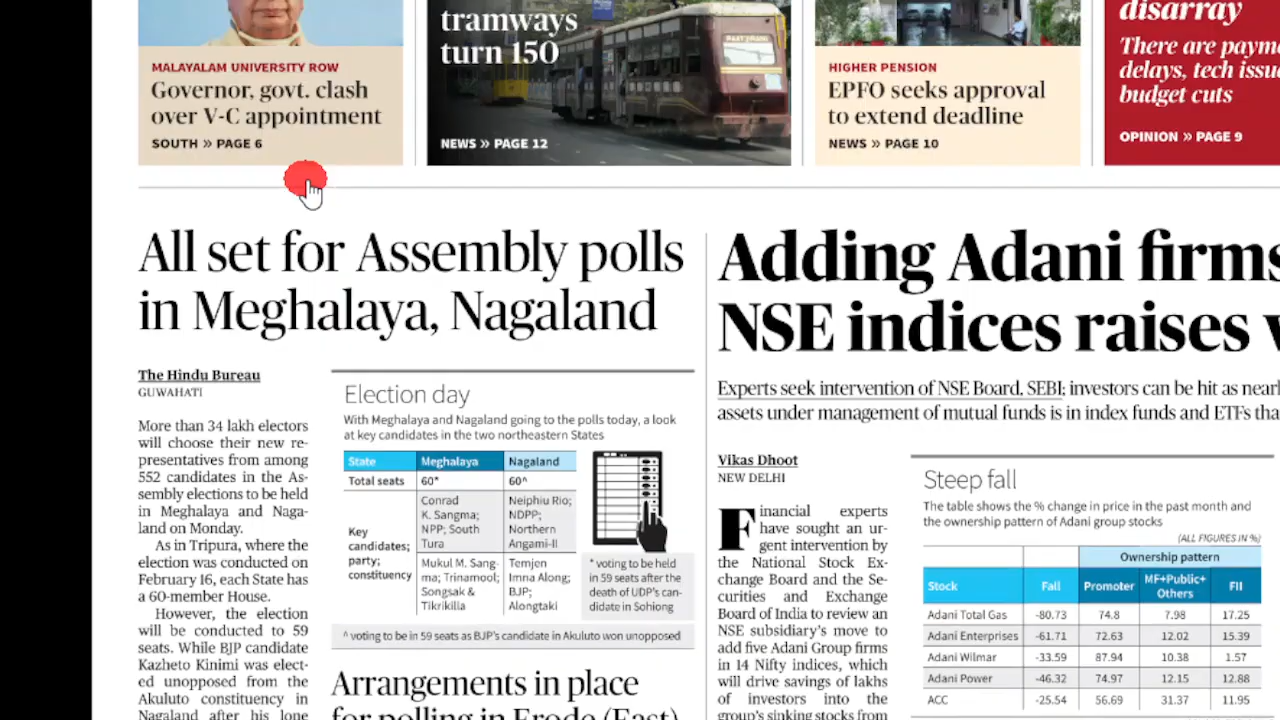 MALAYALAM UNIVERSITY ROW
Governor, govt. clash
over V-C appointment
SOUTH » PAGE 6
tramways
turn 150
NEWS » PAGE 12
HIGHER PENSION
EPFO seeks approval
to extend deadline
NEWS » PAGE 10
disarray
There are
delays, tech
budget cuts
OPINION » PAGE 9
All set for Assembly polls
in Meghalaya, Nagaland
The Hindu Bureau
GUWAHATI
More than 34 lakh electors
will choose their new re-
presentatives from among
552 candidates in the As-
sembly elections to be held
in Meghalaya and Naga-
land on Monday.
As in Tripura, where the
election was conducted on
February 16, each State has
a 60-member House.
However, the election
will be conducted to 59
seats. While BJP candidate
Kazheto Kinimi was elect-
ed unopposed from the
Akuluto constituency in
Nagaland after his lone
Election day
With Meghalaya and Nagaland going to the polls today, a look
at key candidates in the two northeastern States
State Meghalaya Nagaland
Total seats 60* 60^
Key
candidates;
party;
constituency
Conrad
K. Sangma;
NPP; South
Tura
Neiphiu Rio;
NDPP;
Northern
Angami-II
Mukul M. Sang-
ma; Trinamool;
Songsak &
Tikrikilla
Temjen
Imna Along;
BJP;
Alongtaki
* voting to be held
in 59 seats after the
death of UDP's can-
didate in Sohiong
^ voting to be in 59 seats as BJP's candidate in Akuluto won unopposed
Arrangements in place
for polling in Erode (East)
Adding Adani firms
NSE indices raises
Experts seek intervention of NSE Board, SEBI; investors can be hit as
assets under management of mutual funds is in index funds and ETFs
Vikas Dhoot
NEW DELHI
Financial experts
have sought an ur-
gent intervention by
the National Stock Ex-
change Board and the Se-
curities and Exchange
Board of India to review an
NSE subsidiary's move to
add five Adani Group firms
in 14 Nifty indices, which
will drive savings of lakhs
of investors into the
group's sinking stocks from
Steep fall
The table shows the % change in price in the past month and
the ownership pattern of Adani group stocks
(ALL FIGURES IN %)
Ownership pattern
Stock Fall Promoter MF+Public+
Others FII
Adani Total Gas -80.73 74.8 7.98 17.25
Adani Enterprises -61.71 72.63 12.02 15.39
Adani Wilmar -33.59 87.94 10.38 1.57
Adani Power -46.32 74.97 12.15 12.88
ACC -25.54 56.69 31.37 11.95